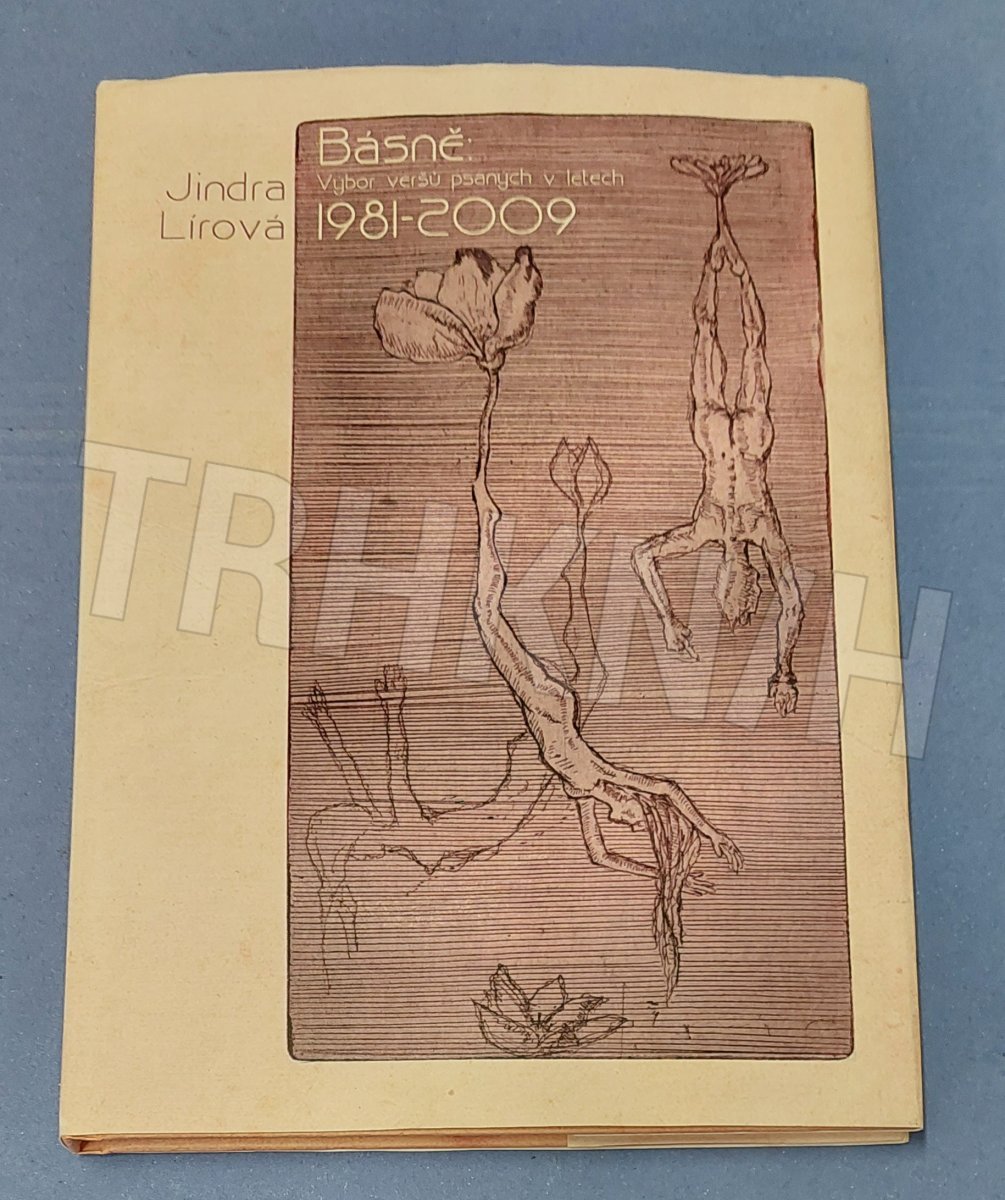 Jindra
Lírová
Básně:
Výbor veršů psaných v letech
1981-2009
TRHKNIH